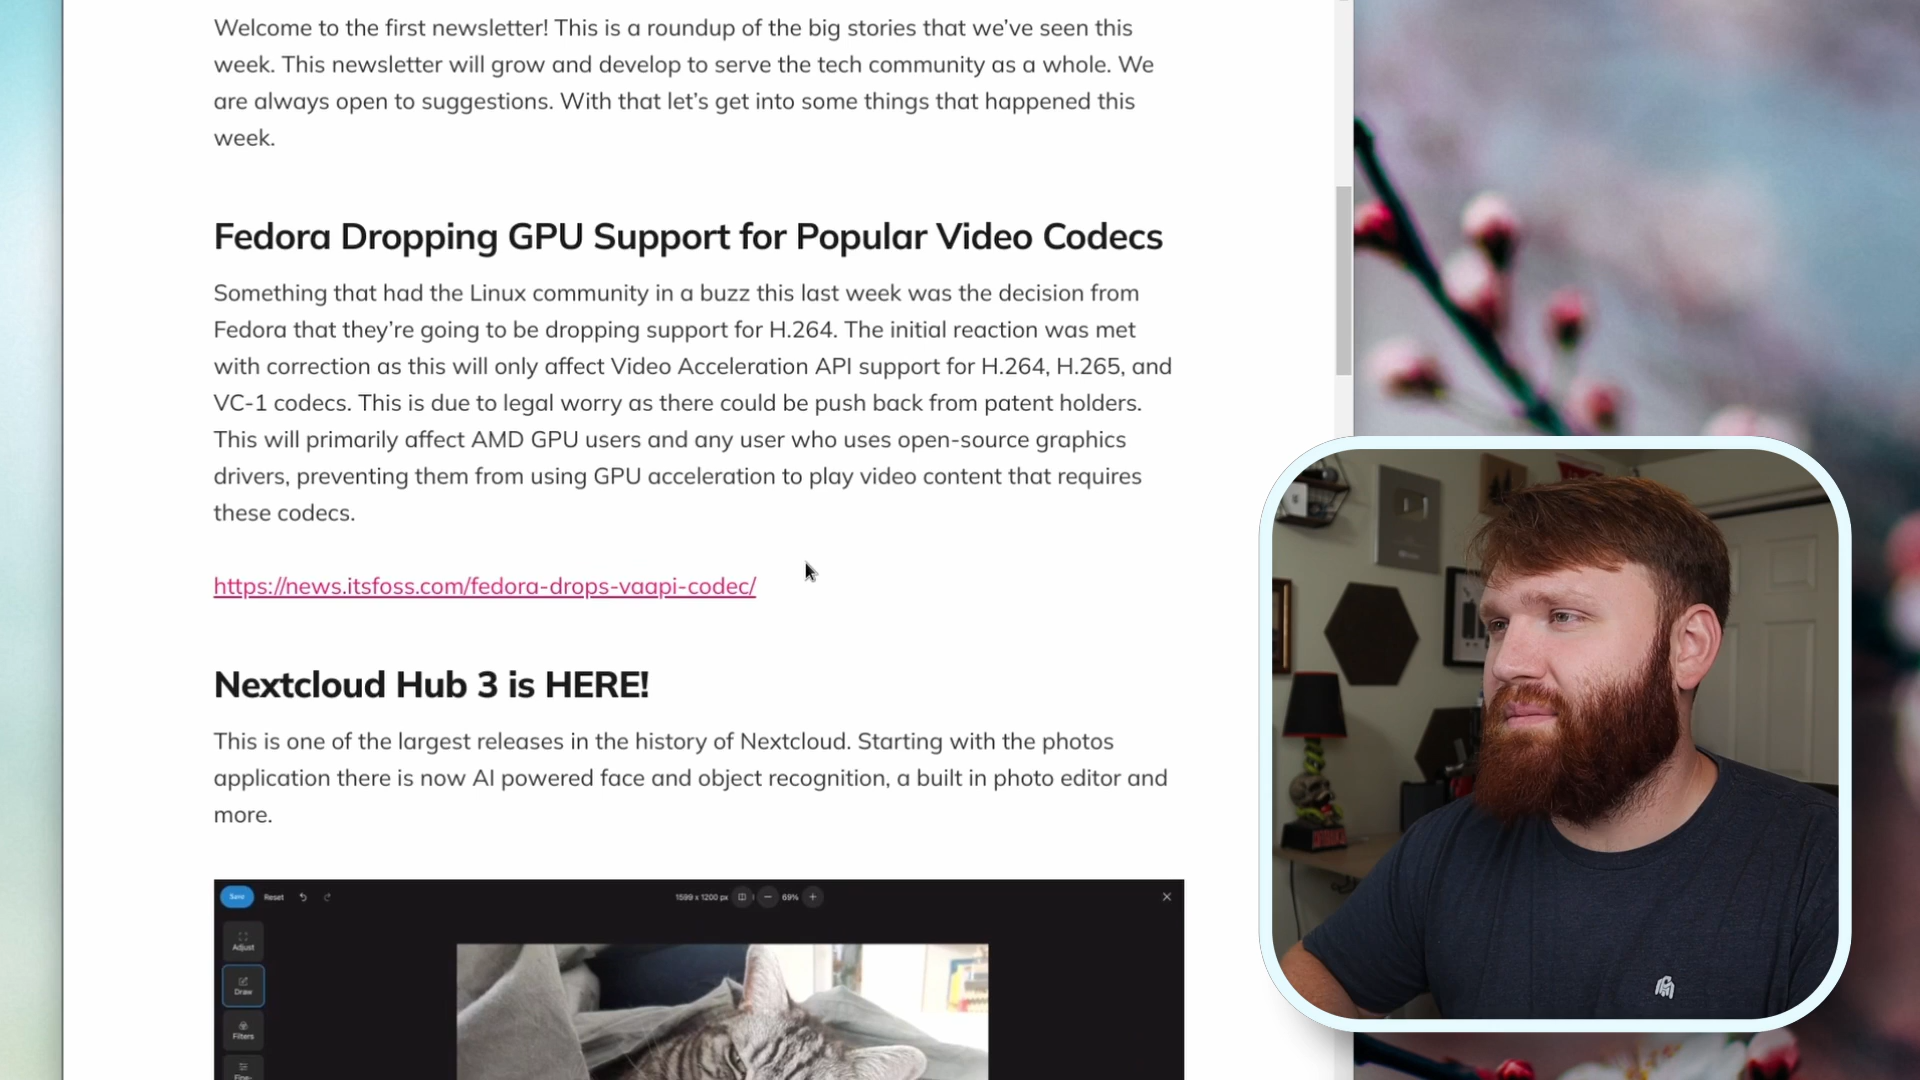 Welcome to the first newsletter! This is a roundup of the big stories that we’ve seen this
week. This newsletter will grow and develop to serve the tech community as a whole. We
are always open to suggestions. With that let’s get into some things that happened this
week.
Fedora Dropping GPU Support for Popular Video Codecs
Something that had the Linux community in a buzz this last week was the decision from
Fedora that they’re going to be dropping support for H.264. The initial reaction was met
with correction as this will only affect Video Acceleration API support for H.264, H.265, and
VC-1 codecs. This is due to legal worry as there could be push back from patent holders.
This will primarily affect AMD GPU users and any user who uses open-source graphics
drivers, preventing them from using GPU acceleration to play video content that requires
these codecs.
https://news.itsfoss.com/fedora-drops-vaapi-codec/
Nextcloud Hub 3 is HERE!
This is one of the largest releases in the history of Nextcloud. Starting with the photos
application there is now AI powered face and object recognition, a built in photo editor and
more.
Save Reset 1599 x 1200 px 69%
Adjust
Draw
Filters
Fine-